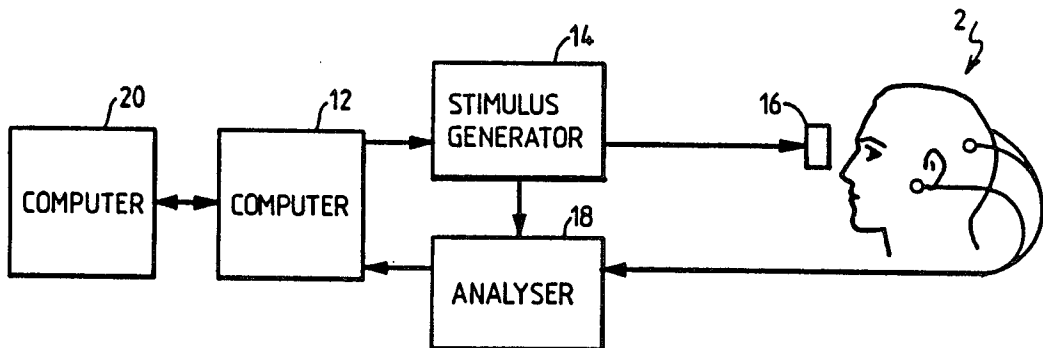 2
14
20
12
STIMULUS
GENERATOR
16
COMPUTER
COMPUTER
18
ANALYSER